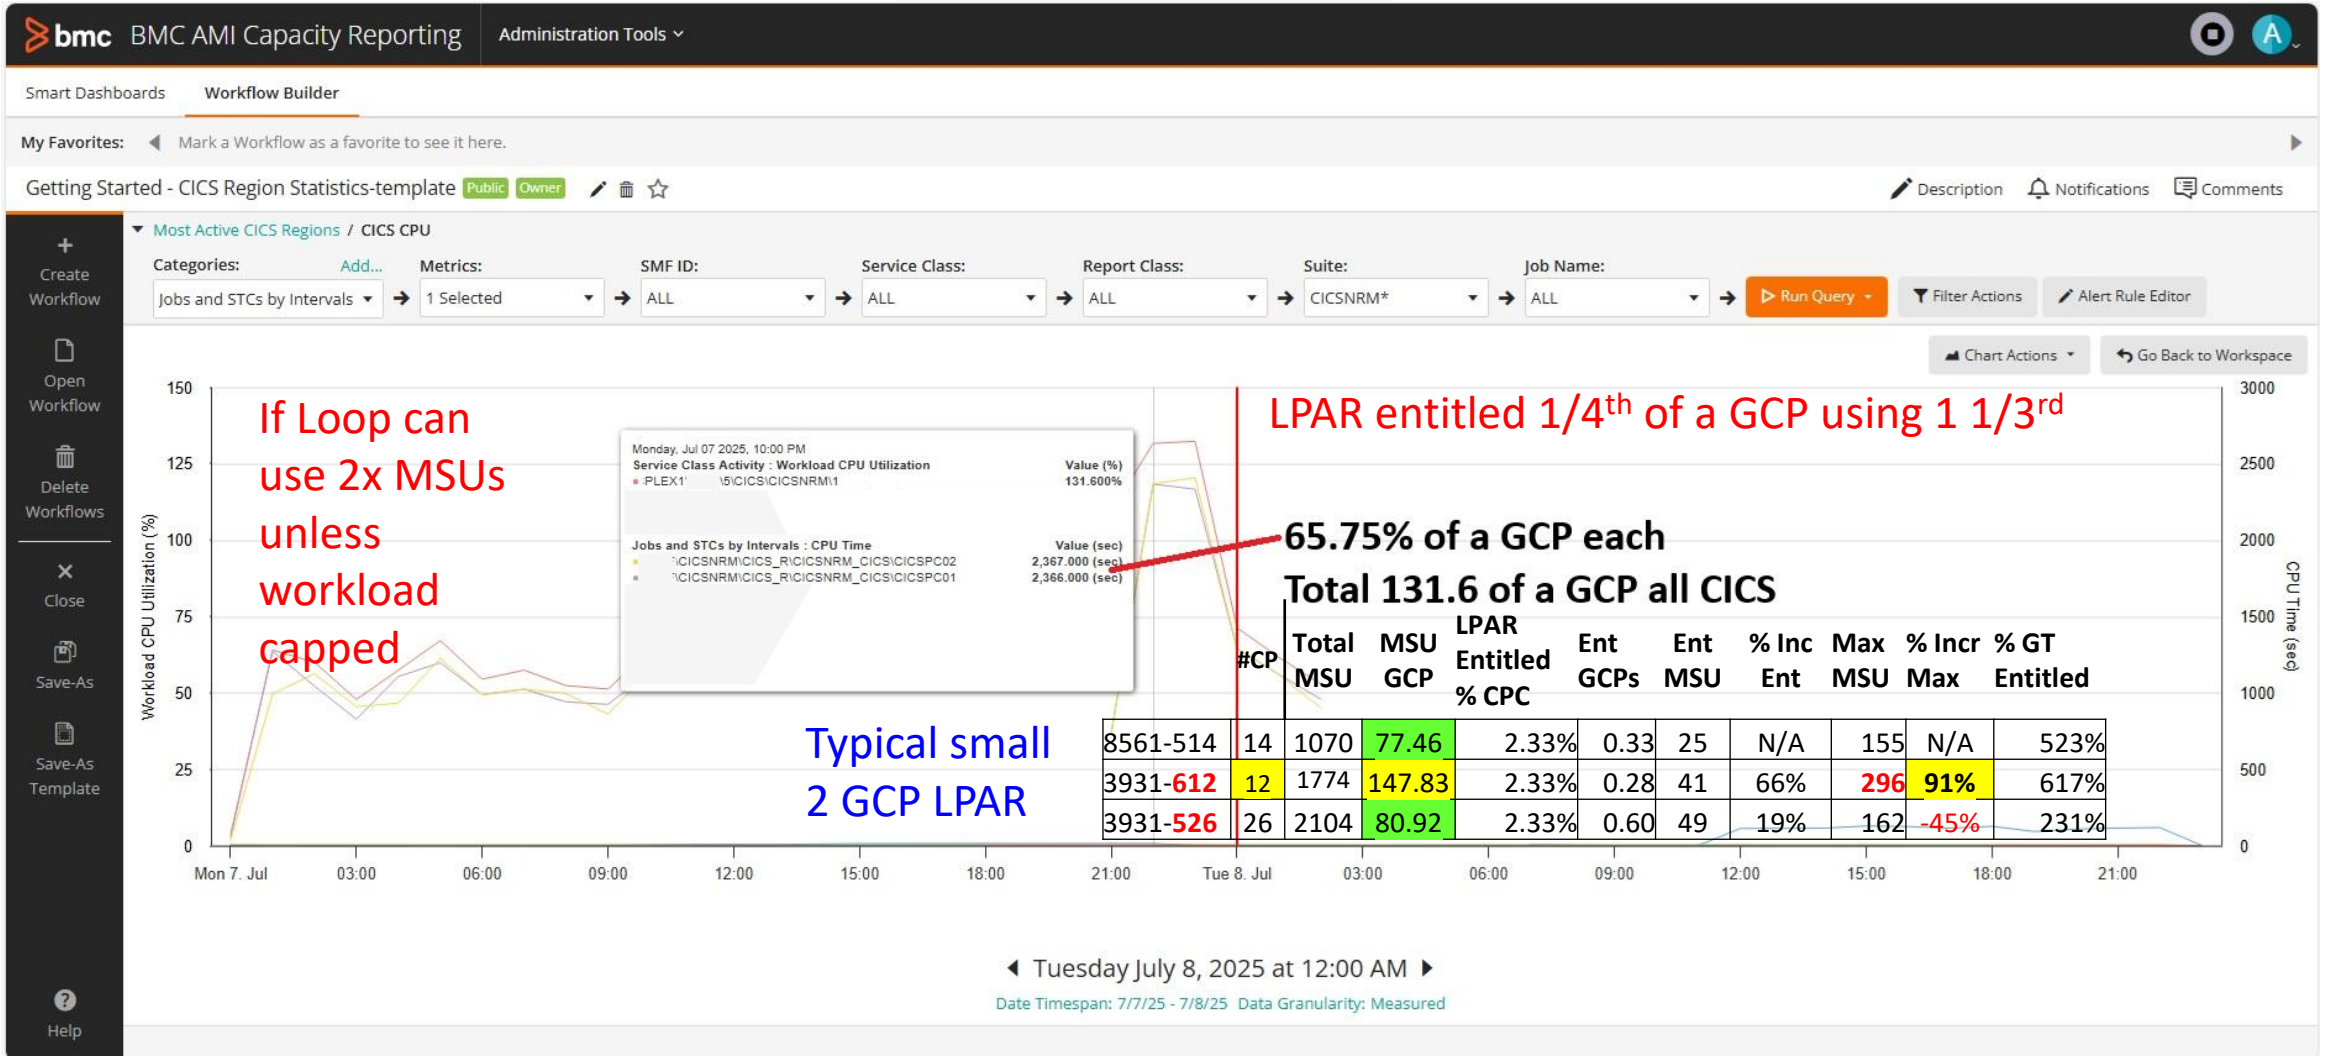 bmc BMC AMI Capacity Reporting Administration Tools A
Smart Dashboards Workflow Builder
My Favorites: Mark a Workflow as a favorite to see it here.
Getting Started - CICS Region Statistics-template Public Owner Description Notifications Comments
Create Workflow
Open Workflow
Delete Workflows
Close
Save-As
Save-As Template
Help
Most Active CICS Regions / CICS CPU
Categories: Add... Metrics: SMF ID: Service Class: Report Class: Suite: Job Name:
Jobs and STCs by Intervals 1 Selected ALL ALL ALL CICSNRM* ALL Run Query Filter Actions Alert Rule Editor
Chart Actions Go Back to Workspace
Workload CPU Utilization (%)
150
125
100
75
50
25
0
If Loop can
use 2x MSUs
unless
workload
capped
Monday, Jul 07 2025, 10:00 PM
Service Class Activity : Workload CPU Utilization Value (%)
PLEX1 \5\CICS\CICSNRM\1 131.600%
Jobs and STCs by Intervals : CPU Time Value (sec)
\CICSNRM\CICS_R\CICSNRM_CICS\CICSPC02 2,367.000 (sec)
\CICSNRM\CICS_R\CICSNRM_CICS\CICSPC01 2,366.000 (sec)
LPAR entitled 1/4th of a GCP using 1 1/3rd
65.75% of a GCP each
Total 131.6 of a GCP all CICS
Typical small
2 GCP LPAR
#CP Total MSU MSU GCP LPAR Entitled % CPC Ent GCPs Ent MSU % Inc Ent Max MSU % Incr Max % GT Entitled
8561-514 14 1070 77.46 2.33% 0.33 25 N/A 155 N/A 523%
3931-612 12 1774 147.83 2.33% 0.28 41 66% 296 91% 617%
3931-526 26 2104 80.92 2.33% 0.60 49 19% 162 -45% 231%
3000
2500
2000
1500
1000
500
0
CPU Time (sec)
Mon 7. Jul 03:00 06:00 09:00 12:00 15:00 18:00 21:00 Tue 8. Jul 03:00 06:00 09:00 12:00 15:00 18:00 21:00
Tuesday July 8, 2025 at 12:00 AM
Date Timespan: 7/7/25 - 7/8/25 Data Granularity: Measured